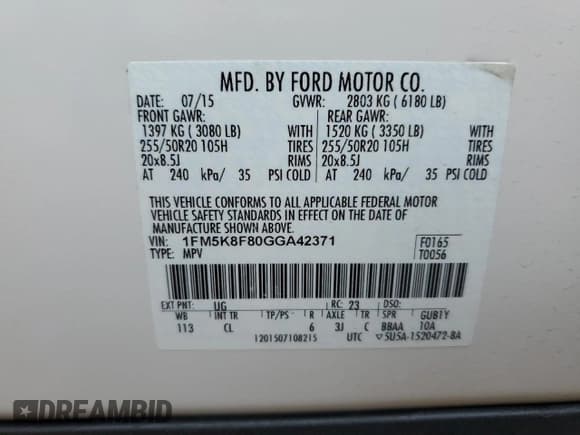 MFD. BY FORD MOTOR CO.
DATE: 07/15 GVWR: 2803 KG ( 6180 LB)
FRONT GAWR: REAR GAWR:
1397 KG ( 3080 LB) WITH 1520 KG ( 3350 LB) WITH
255/50R20 105H TIRES 255/50R20 105H TIRES
20x8.5J RIMS 20x8.5J RIMS
AT 240 kPa/ 35 PSI COLD AT 240 kPa/ 35 PSI COLD
THIS VEHICLE CONFORMS TO ALL APPLICABLE FEDERAL MOTOR
VEHICLE SAFETY STANDARDS IN EFFECT ON THE DATE OF
MANUFACTURE SHOWN ABOVE.
VIN: 1FM5K8F80GGA42371 F0165
TYPE: MPV T0056
EXT PNT: UG RC: 23 DSO:
WB INT TR TP/PS R AXLE TR SPR GUB1Y
113 CL 6 3J C BBAA 10A
1201507108215 UTC ▽5U5A-1520472-BA
DREAMBID